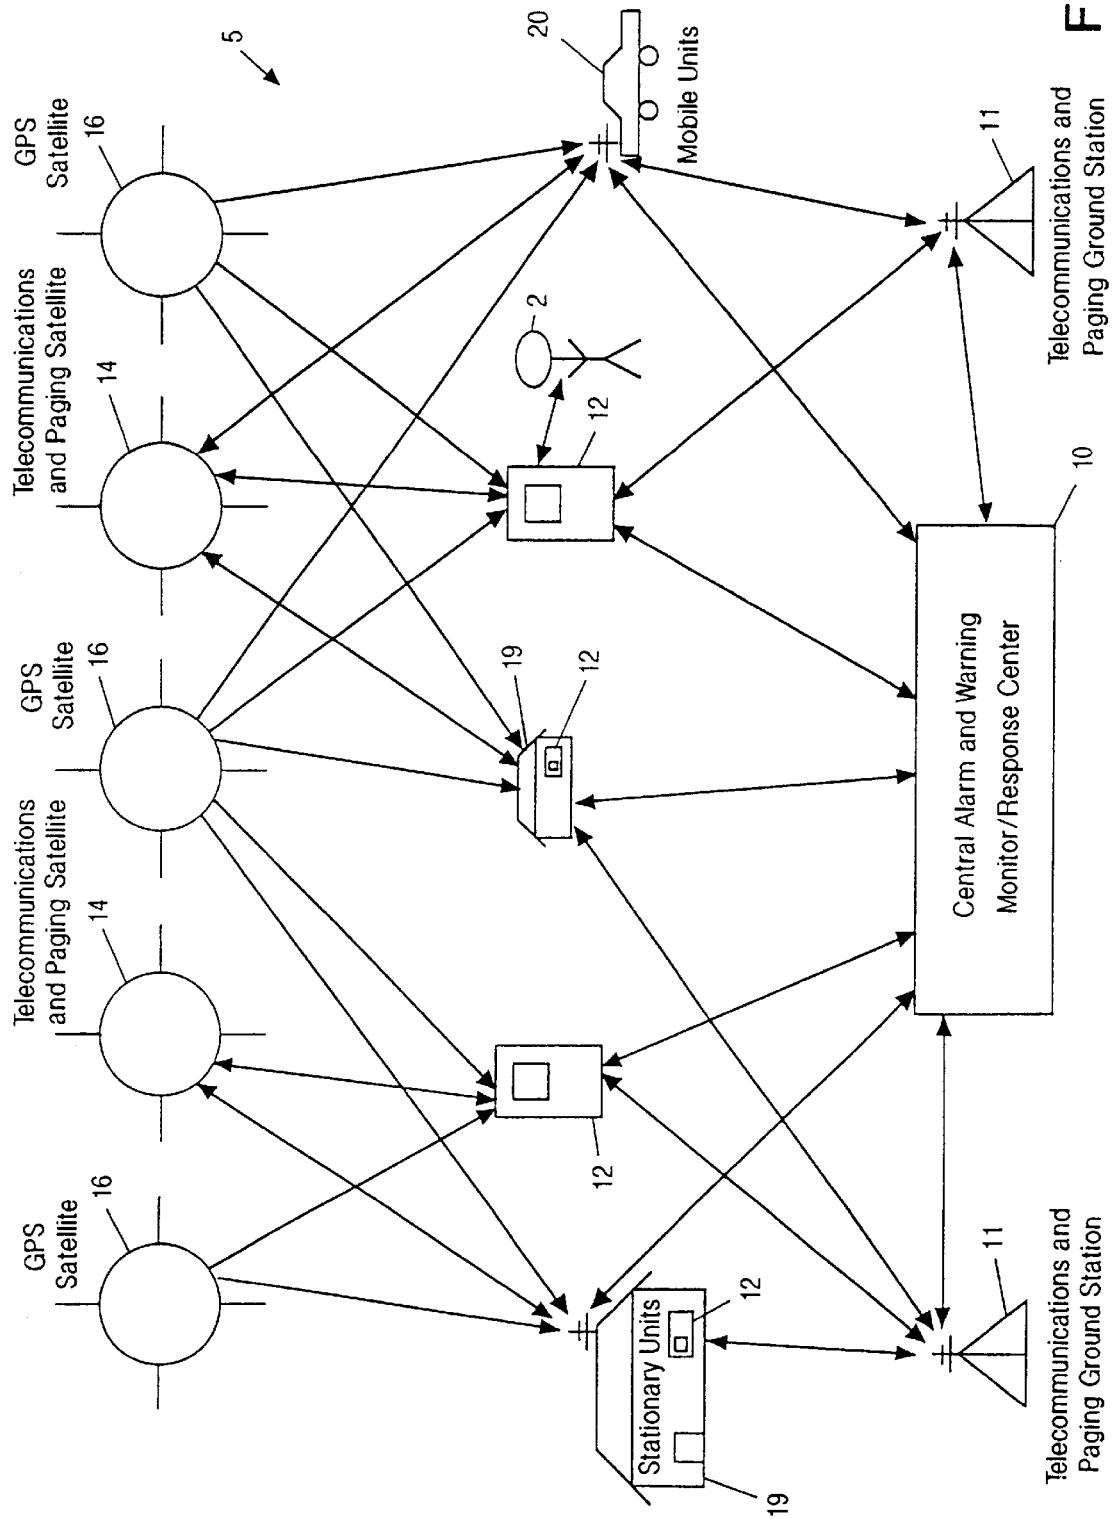 GPS
Satellite
16
Telecommunications
and Paging Satellite
14
GPS
Satellite
16
Telecommunications
and Paging Satellite
14
GPS
Satellite
16
5
Stationary Units
12
19
12
19
12
12
2
20
Mobile Units
11
Telecommunications and
Paging Ground Station
Central Alarm and Warning
Monitor/Response Center
10
11
Telecommunications and
Paging Ground Station
F